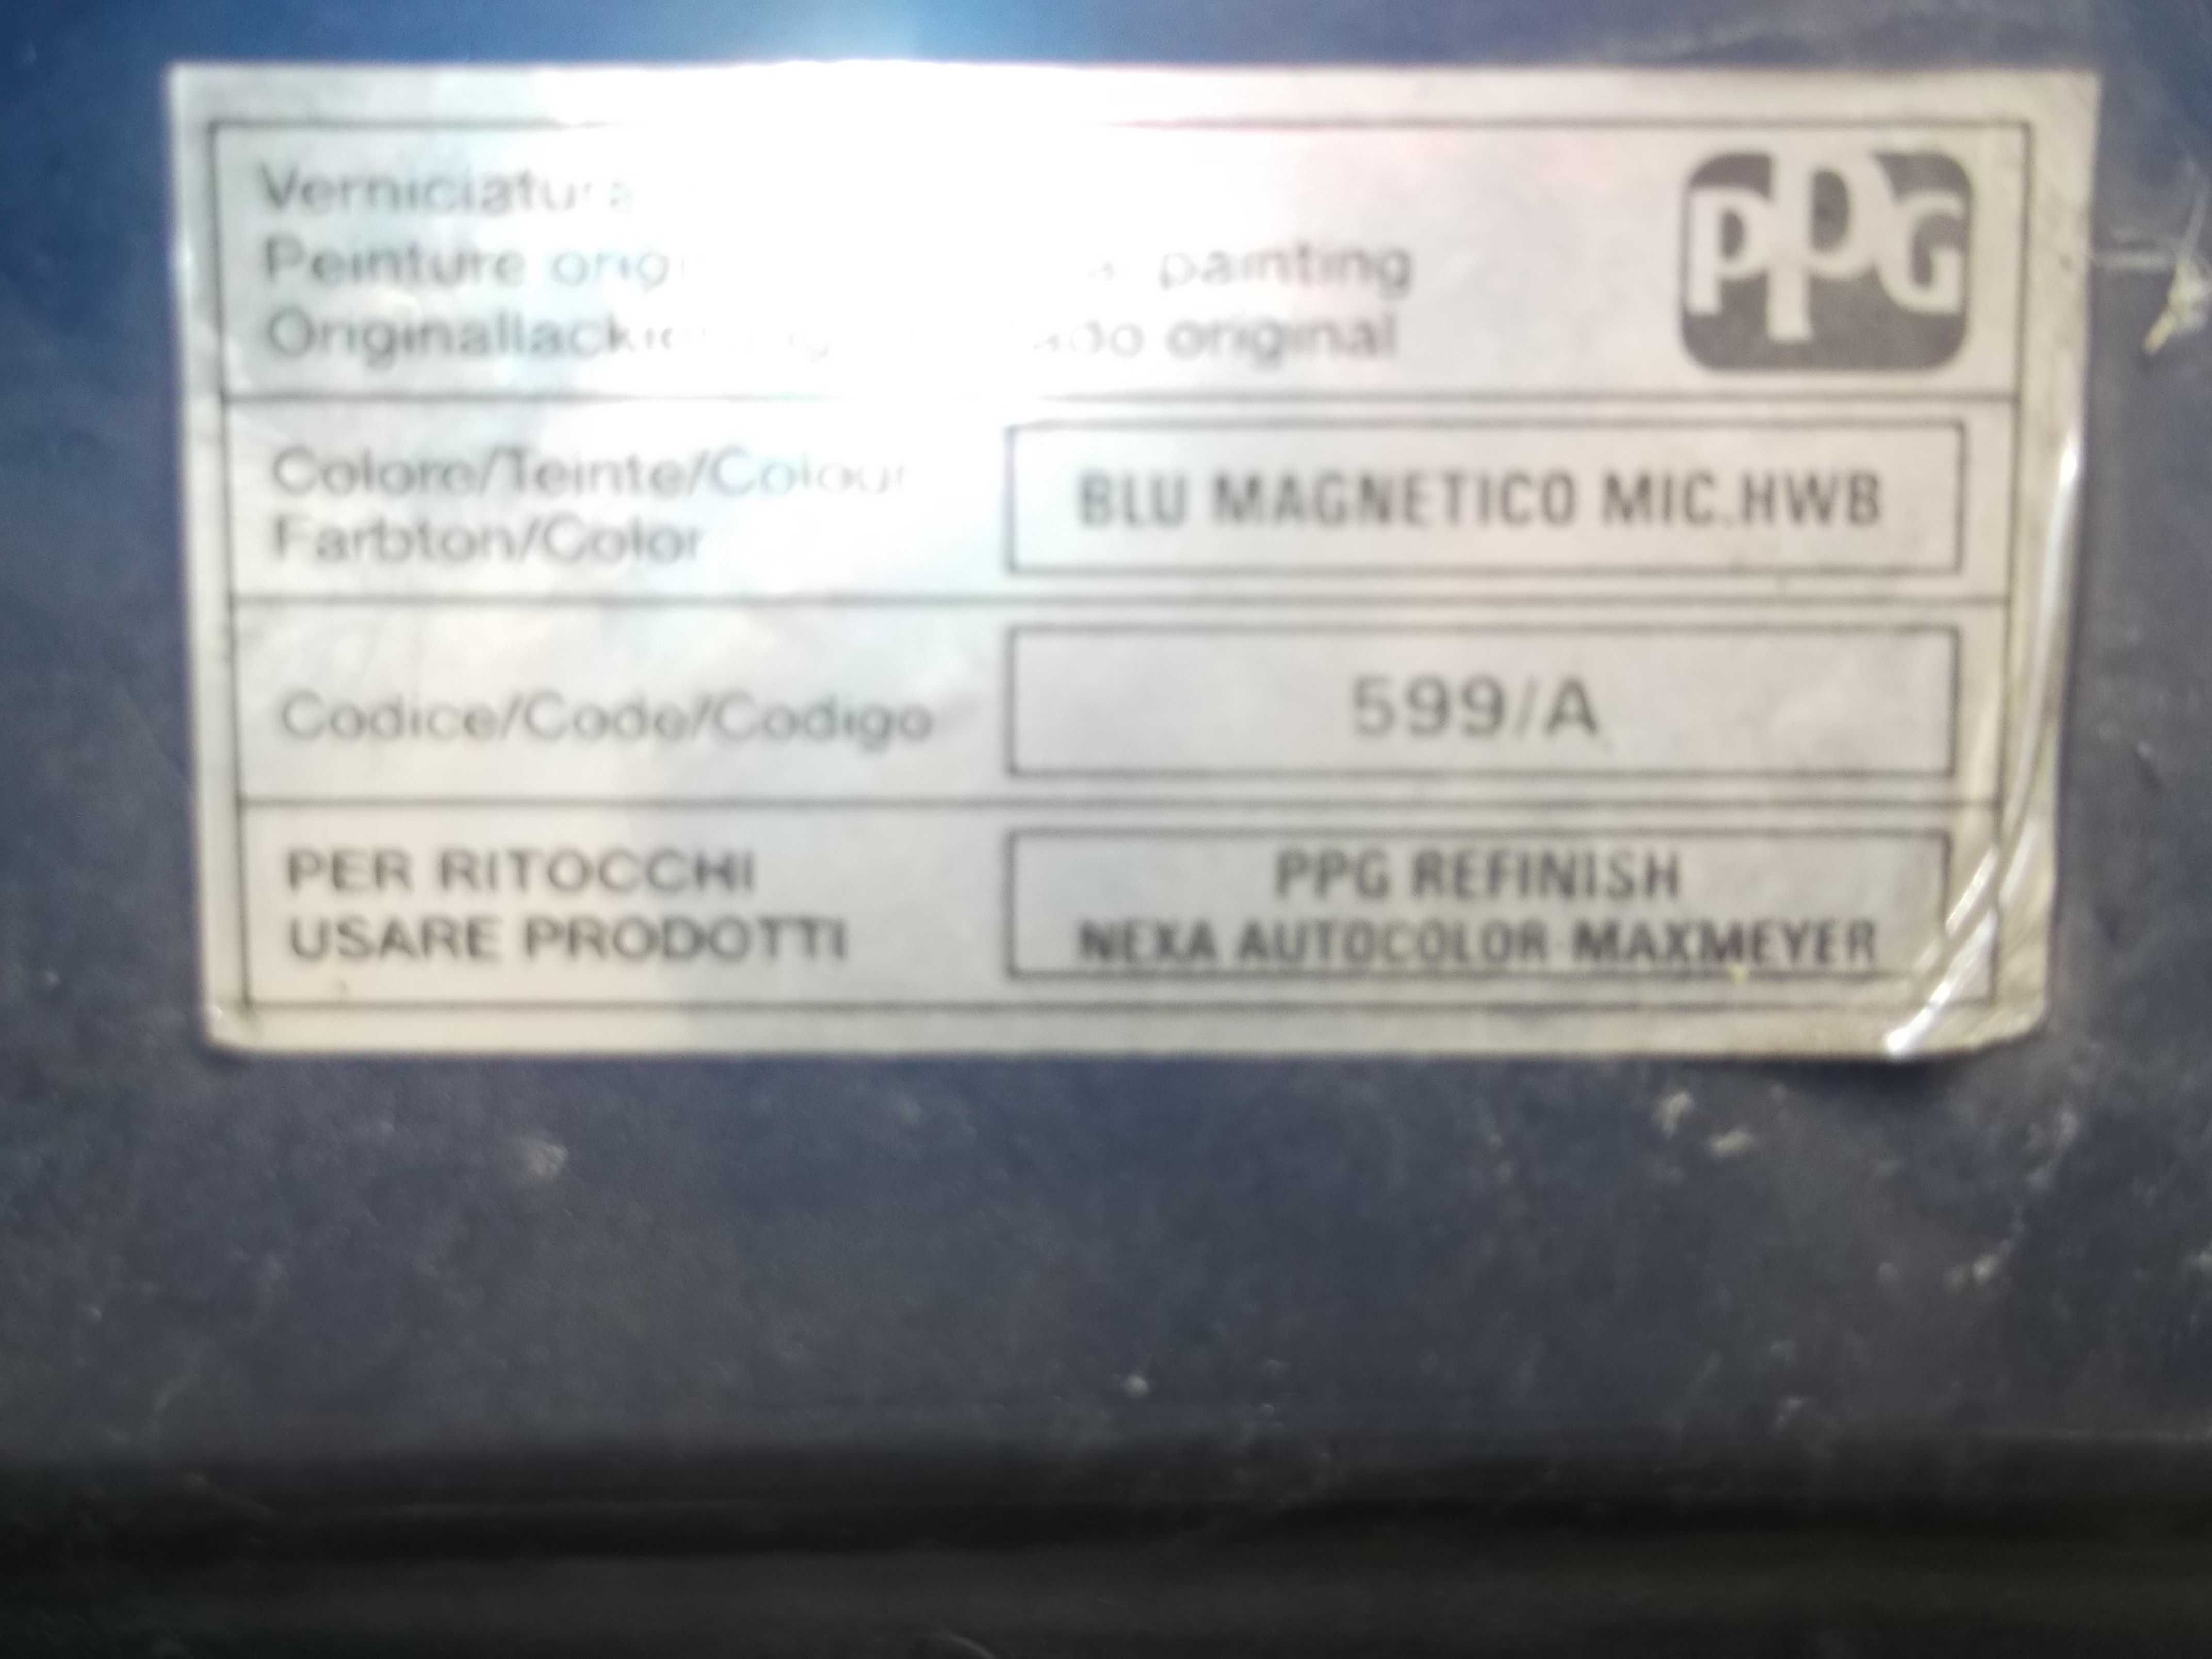 Verniciatura
Peinture painting
original
PPG
Colore/Teinte/Colour
Farbton/Color
BLU MAGNETICO MIC.HWB
Codice/Code/Codigo
599/A
PER RITOCCHI
USARE PRODOTTI
PPG REFINISH
NEXA AUTOCOLOR-MAXMEYER